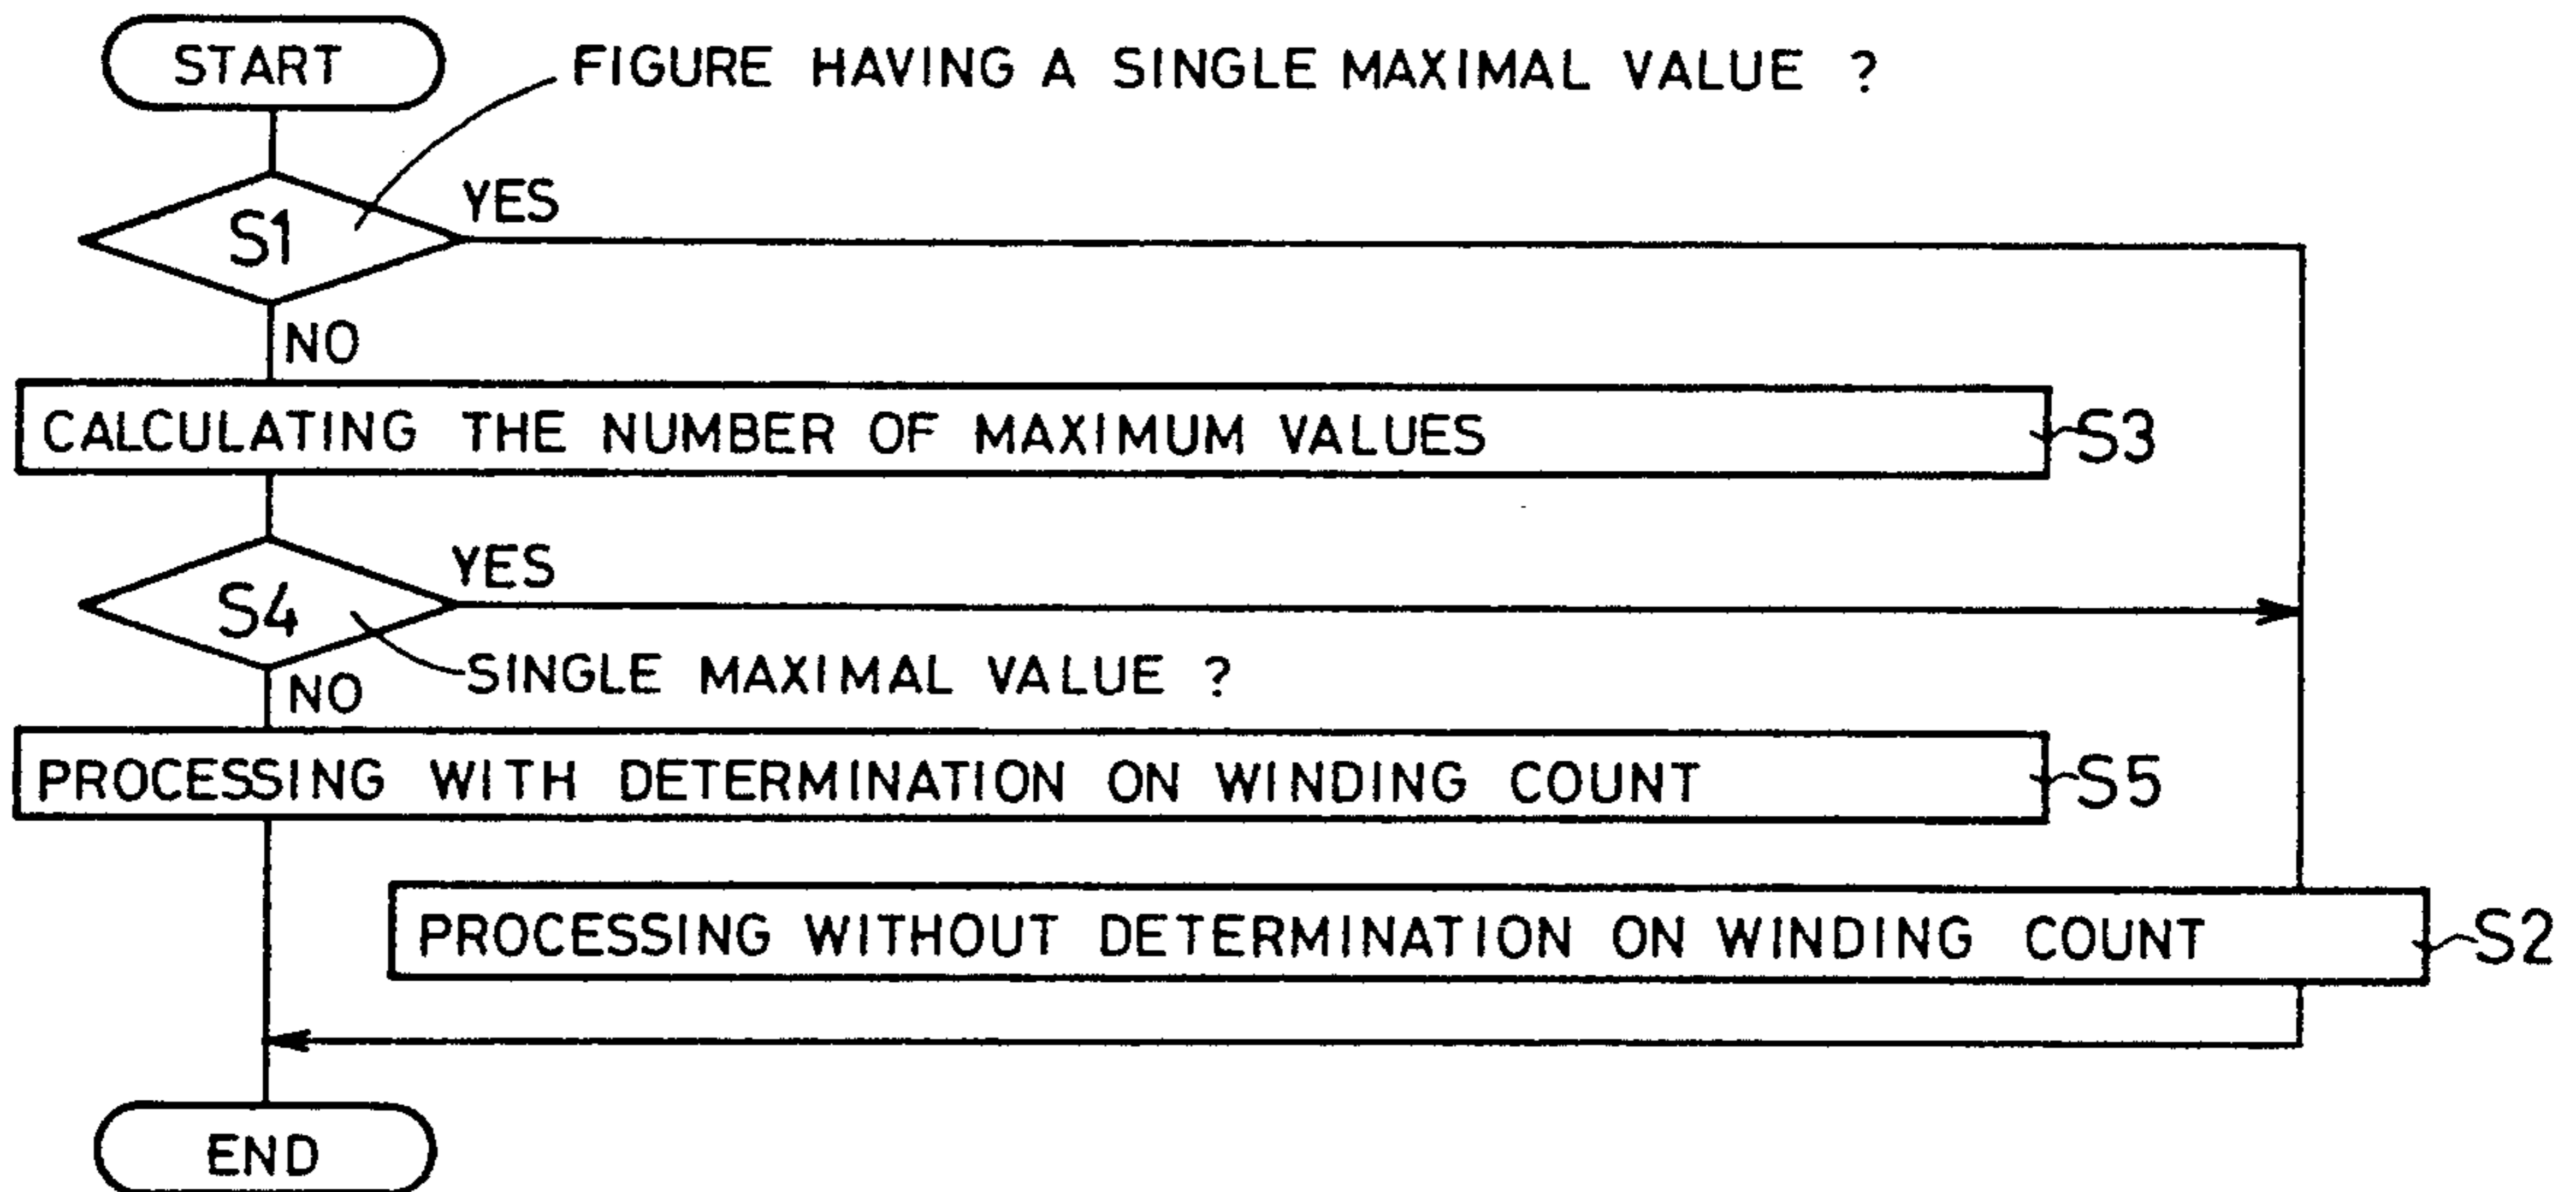 START
FIGURE HAVING A SINGLE MAXIMAL VALUE ?
S1
YES
NO
CALCULATING THE NUMBER OF MAXIMUM VALUES
S3
S4
YES
SINGLE MAXIMAL VALUE ?
NO
PROCESSING WITH DETERMINATION ON WINDING COUNT
S5
PROCESSING WITHOUT DETERMINATION ON WINDING COUNT
S2
END